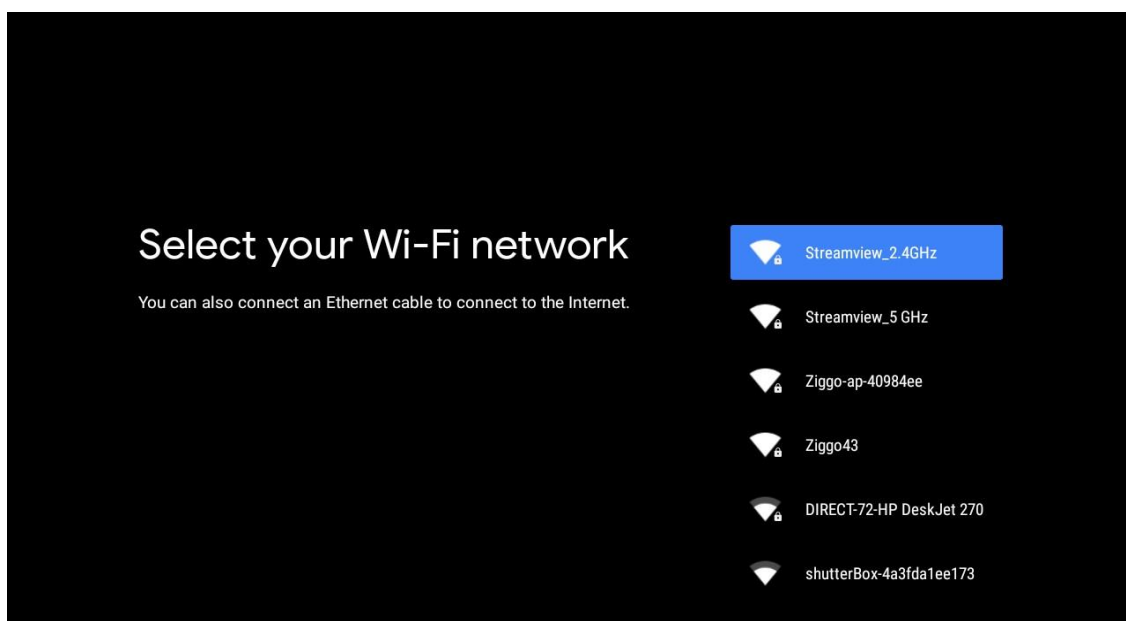 Select your Wi-Fi network
You can also connect an Ethernet cable to connect to the Internet.
Streamview_2.4GHz
Streamview_5 GHz
Ziggo-ap-40984ee
Ziggo43
DIRECT-72-HP DeskJet 270
shutterBox-4a3fda1ee173